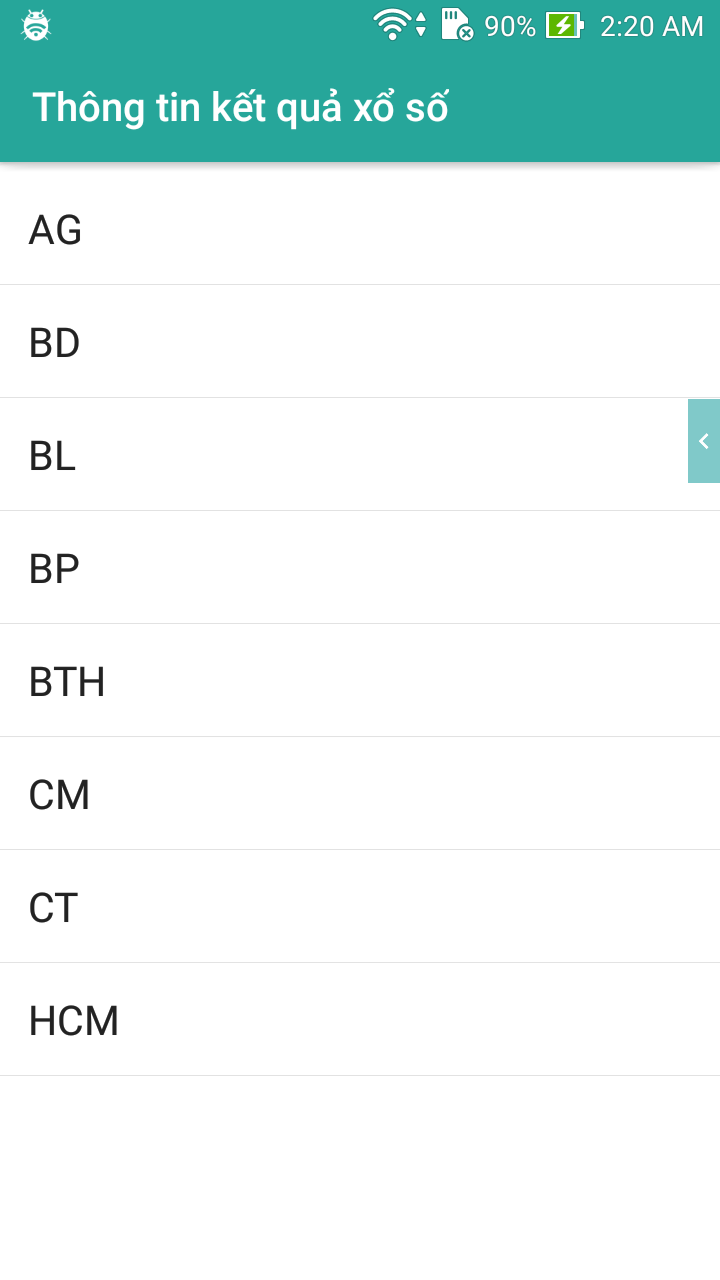 90% 2:20 AM
Thông tin kết quả xổ số
AG
BD
BL
BP
BTH
CM
CT
HCM